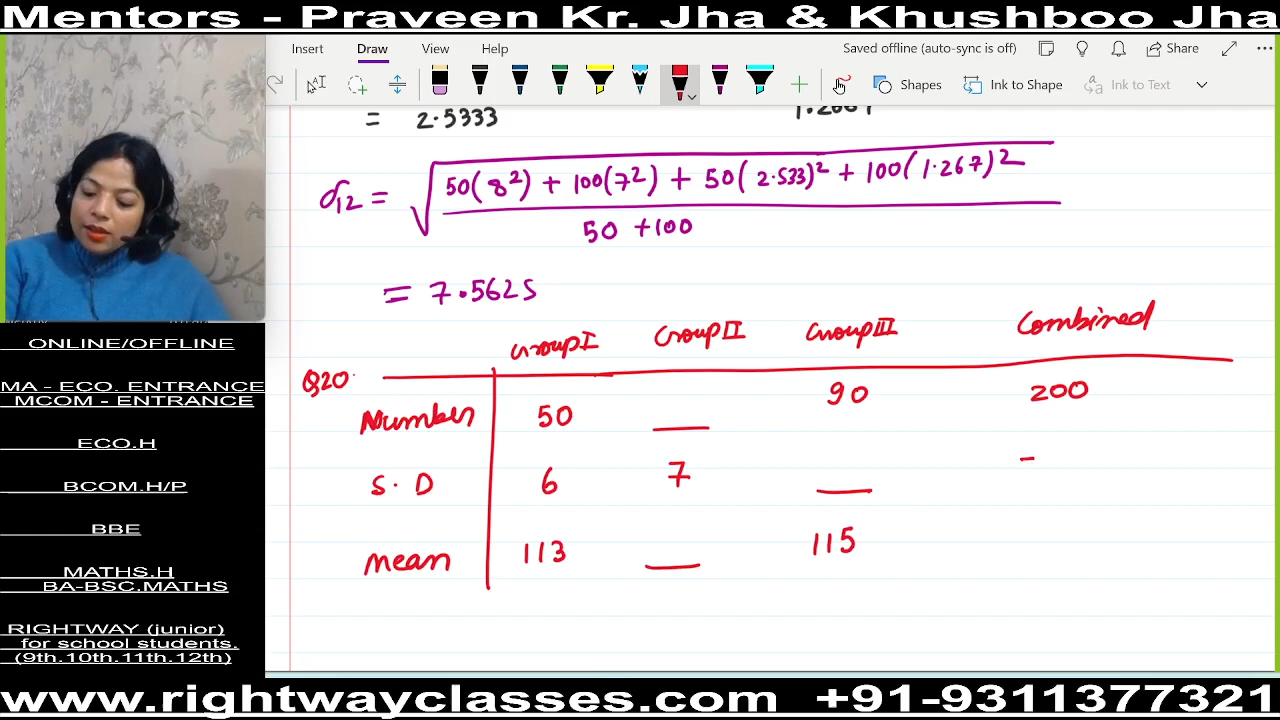 Mentors - Praveen Kr. Jha & Khushboo Jha
Insert Draw View Help Saved offline (auto-sync is off) Share
Shapes Ink to Shape Ink to Text
= 2.5333
σ12 = √ 50(8²) + 100(7²) + 50(2.533)² + 100(1.267)²
50 + 100
= 7.5625
Group I Group II Group III Combined
Q20.
Number 50 __ 90 200
S.D 6 7 __ -
mean 113 __ 115
ONLINE/OFFLINE
MA - ECO. ENTRANCE
MCOM - ENTRANCE
ECO.H
BCOM.H/P
BBE
MATHS.H
BA-BSC.MATHS
RIGHTWAY (junior)
for school students.
(9th.10th.11th.12th)
www.rightwayclasses.com +91-9311377321